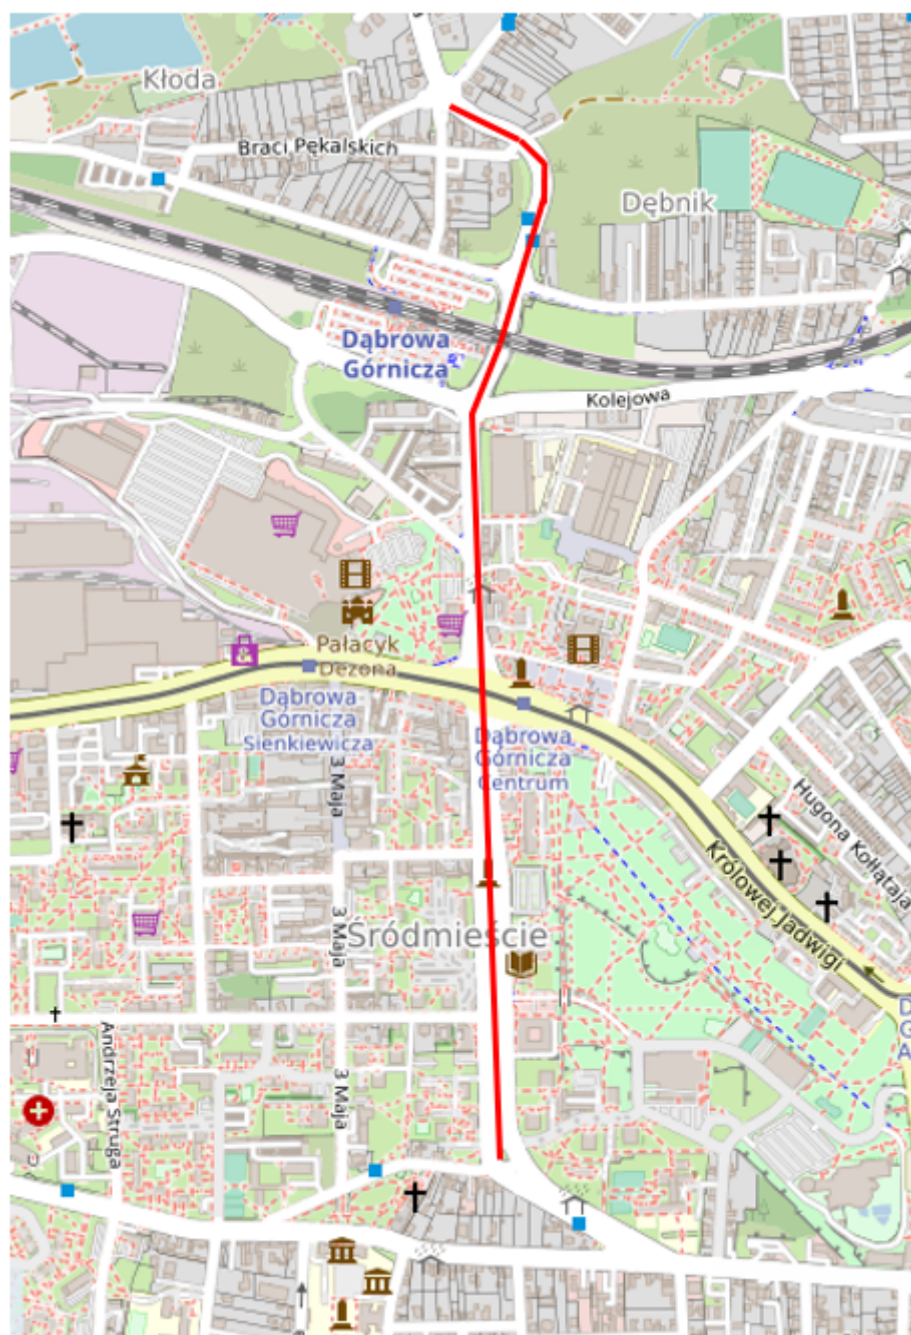 Kłoda
Braci Pękalskich
Dębnik
Dąbrowa
Górnicza
Kolejowa
Pałacyk
Dezona
Dąbrowa
Górnicza
Sienkiewicza
Dąbrowa
Górnicza
Centrum
3 Maja
Hugona Kołłątaja
Królowej Jadwigi
3 Maja
Śródmieście
Andrzeja Struga
3 Maja
D
G
A